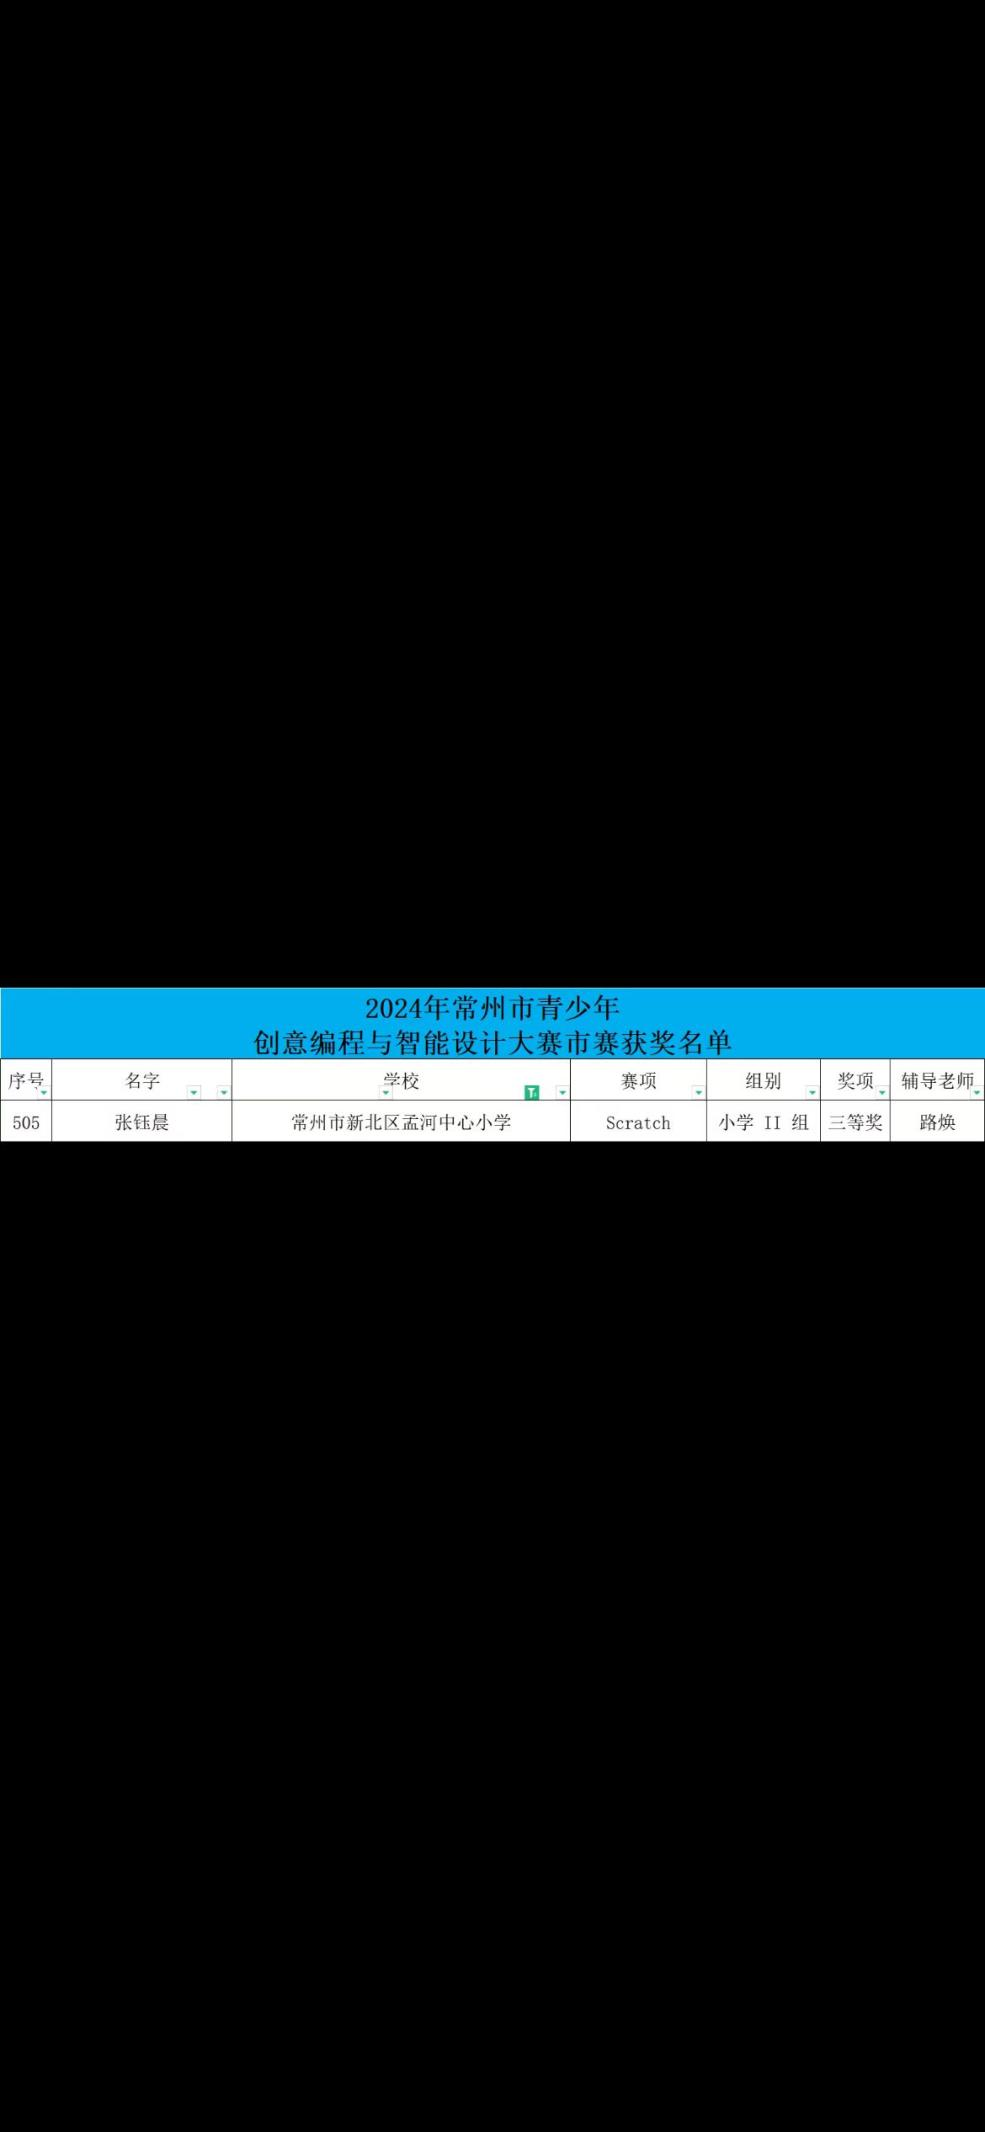 2024年常州市青少年
创意编程与智能设计大赛市赛获奖名单
序号 名字 学校 赛项 组别 奖项 辅导老师
505 张钰晨 常州市新北区孟河中心小学 Scratch 小学 II 组 三等奖 路焕